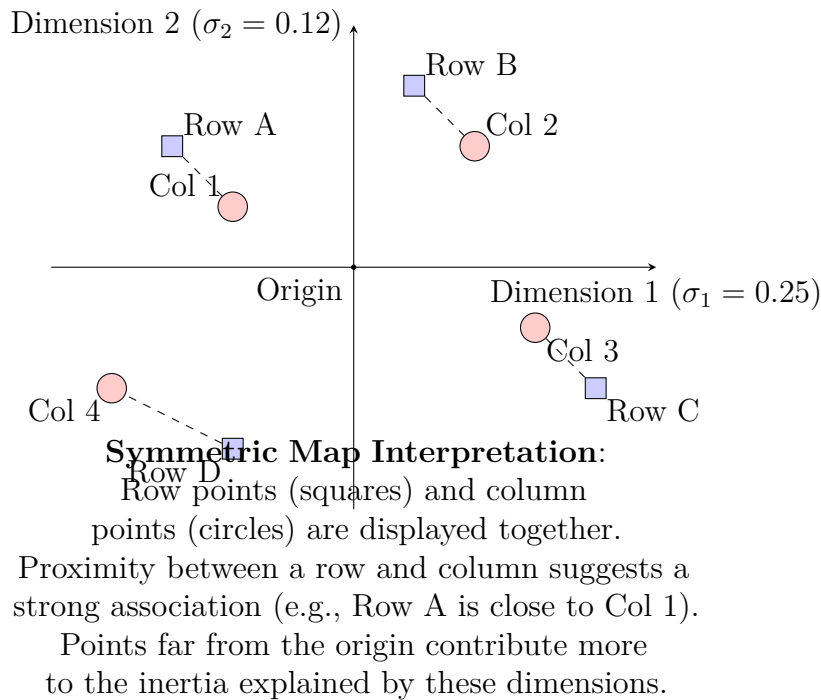 Dimension 2 (σ₂ = 0.12)
Row B
Row A
Col 2
Col 1
Origin
Dimension 1 (σ₁ = 0.25)
Col 3
Col 4
Row C
Symmetric Map Interpretation:
Row D
Row points (squares) and column
points (circles) are displayed together.
Proximity between a row and column suggests a
strong association (e.g., Row A is close to Col 1).
Points far from the origin contribute more
to the inertia explained by these dimensions.